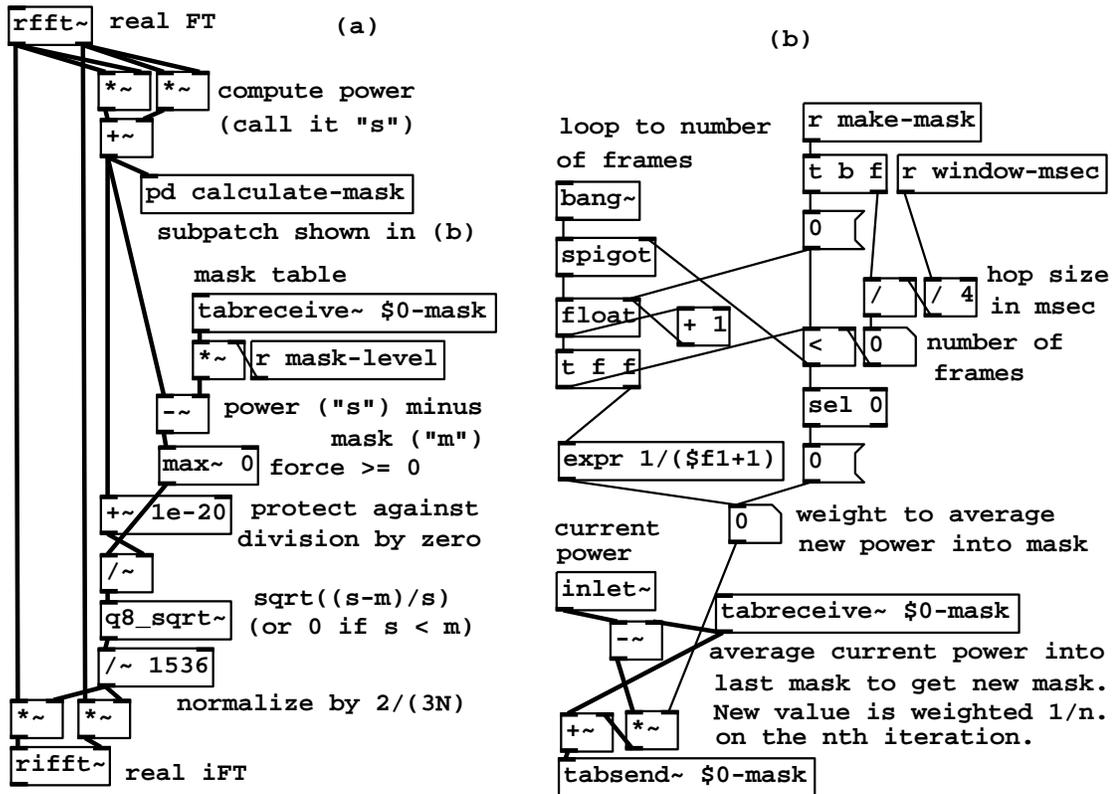 rfft~ real FT
(a)
*~ *~
compute power
(call it "s")
+~
pd calculate-mask
subpatch shown in (b)
mask table
tabreceive~ $0-mask
*~ r mask-level
-~
power ("s") minus
mask ("m")
max~ 0 force >= 0
+~ 1e-20 protect against
division by zero
/~
q8_sqrt~ sqrt((s-m)/s)
(or 0 if s < m)
/~ 1536
normalize by 2/(3N)
*~ *~
rifft~ real iFT
(b)
loop to number
of frames
r make-mask
t b f r window-msec
bang~
0
spigot
/ / 4 hop size
in msec
float + 1
< 0 number of
frames
t f f
sel 0
expr 1/($f1+1)
0
0 weight to average
new power into mask
current
power
inlet~
tabreceive~ $0-mask
-~
average current power into
last mask to get new mask.
New value is weighted 1/n.
on the nth iteration.
+~ *~
tabsend~ $0-mask